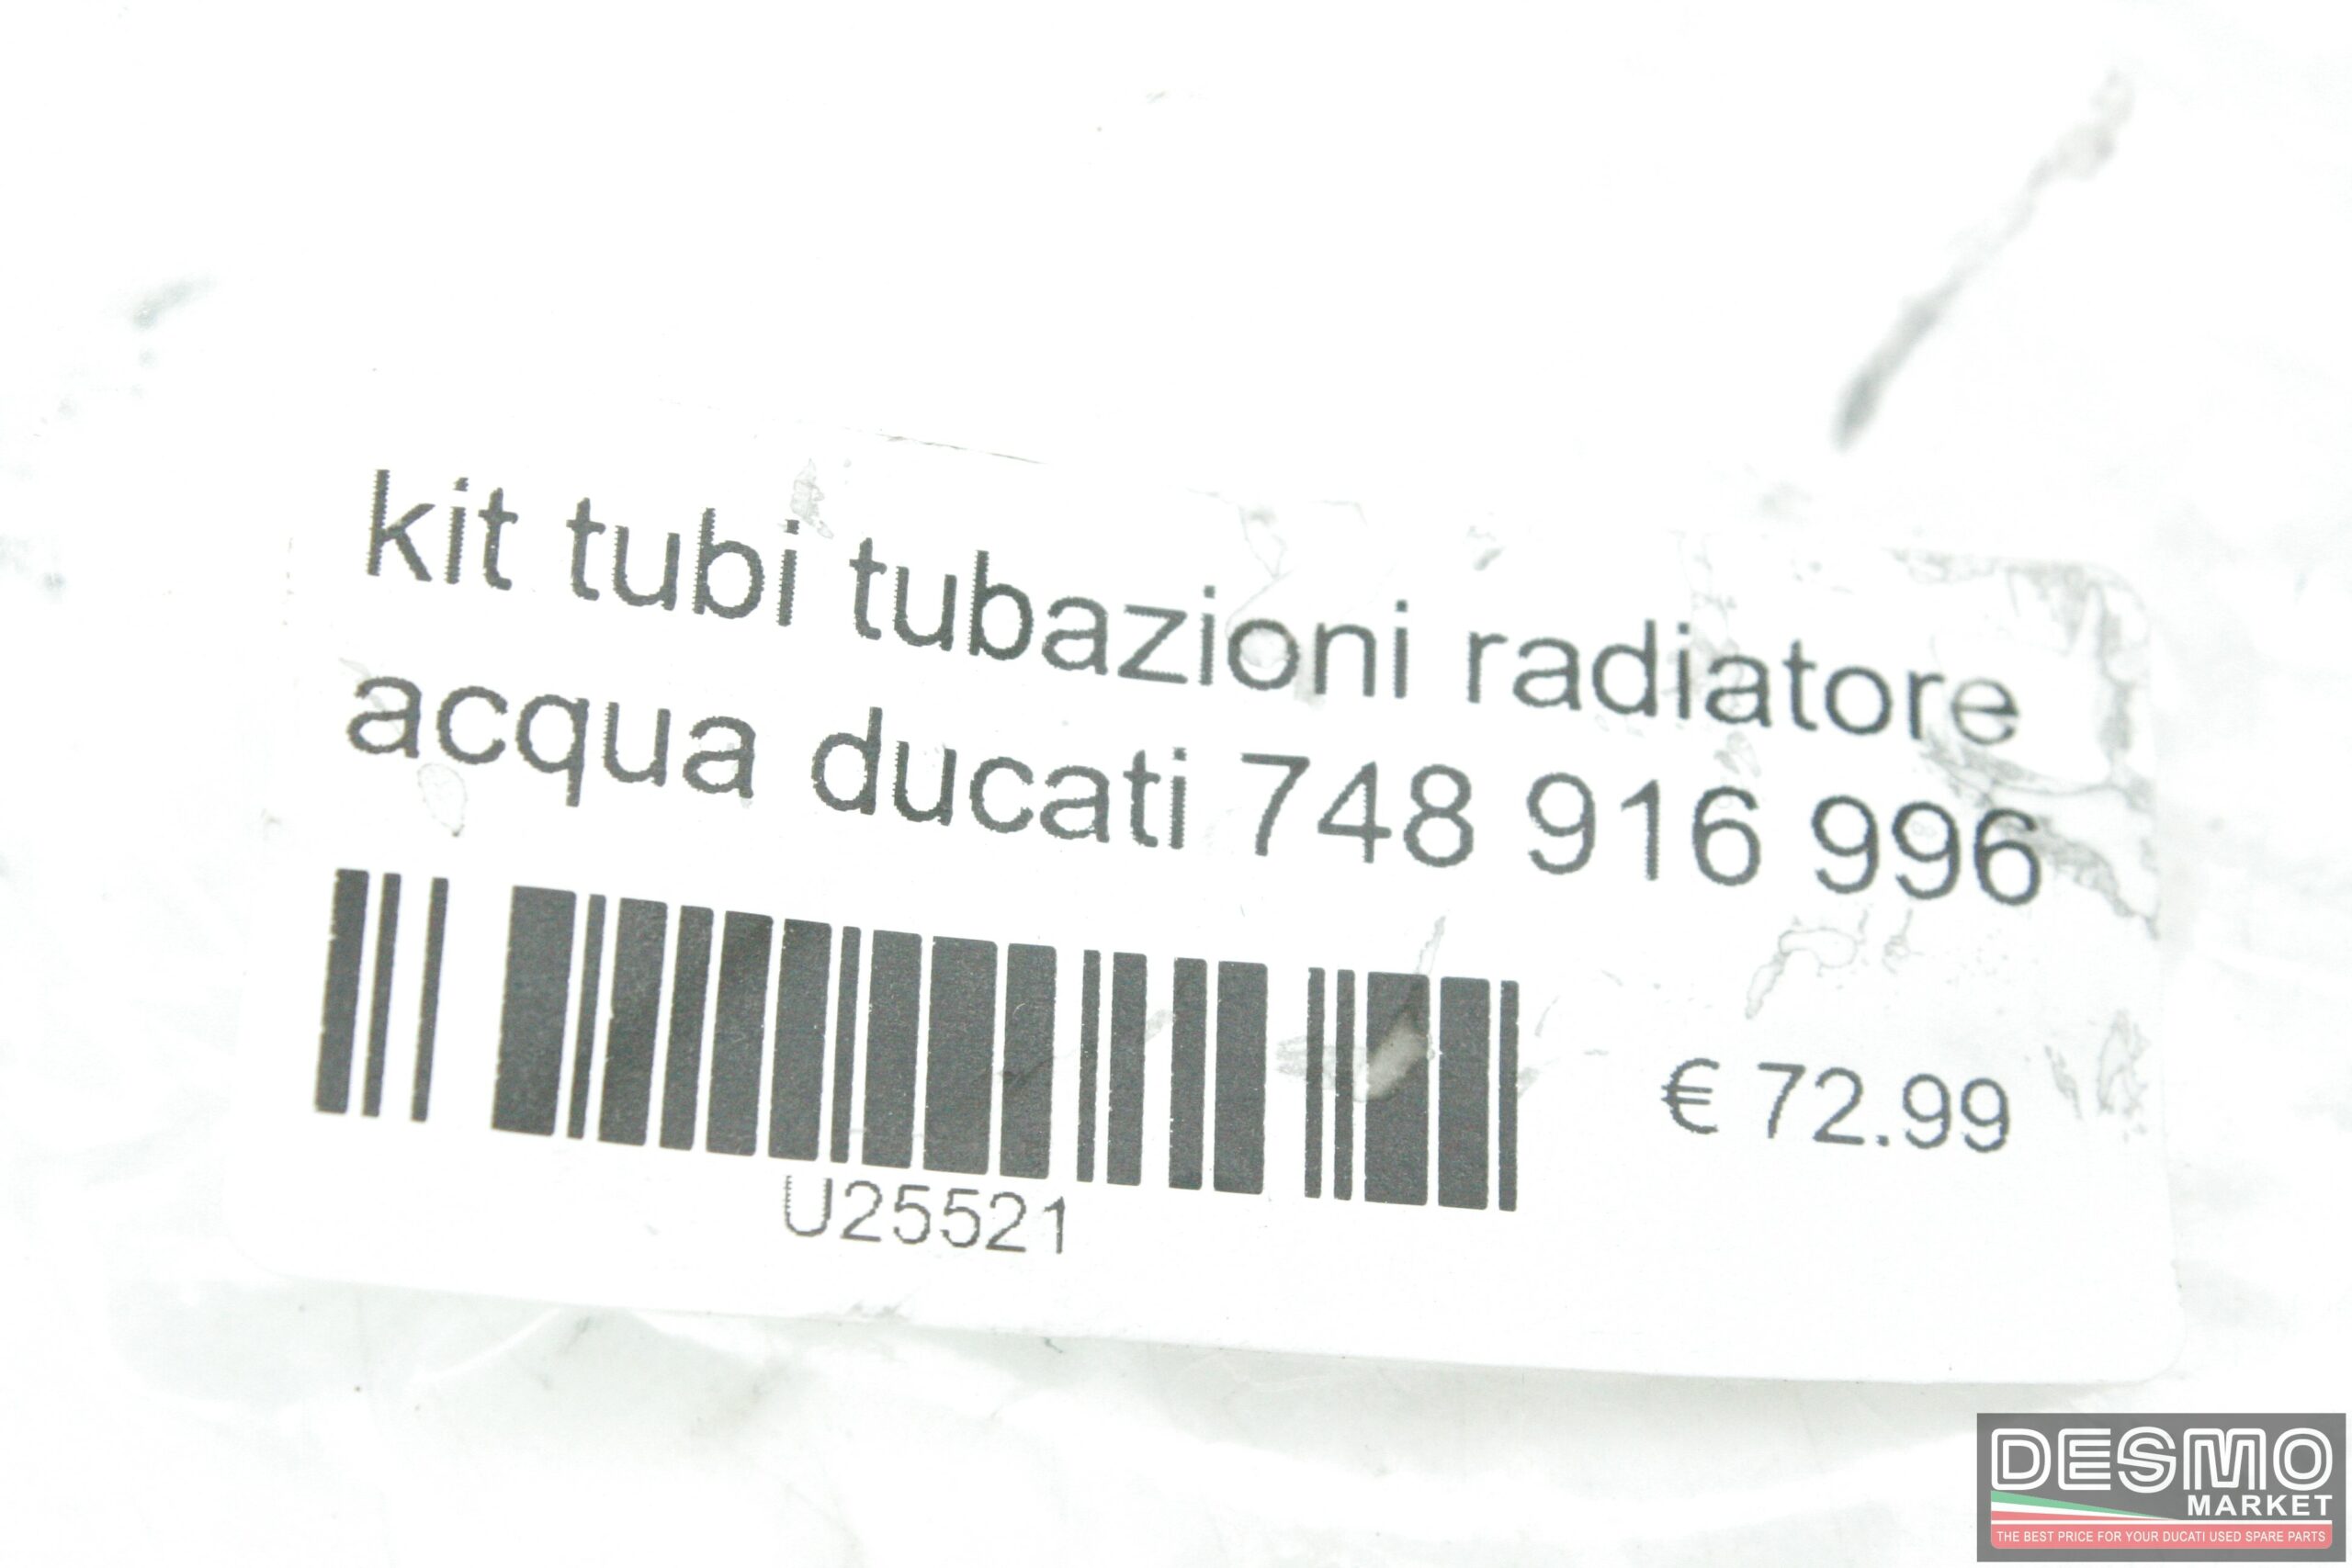 kit tubi tubazioni radiatore
acqua ducati 748 916 996
€ 72.99
U25521
DESMO
MARKET
THE BEST PRICE FOR YOUR DUCATI USED SPARE PARTS